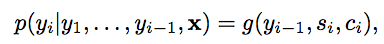 p(y_i|y_1, . . . , y_{i−1}, x) = g(y_{i−1}, s_i, c_i),